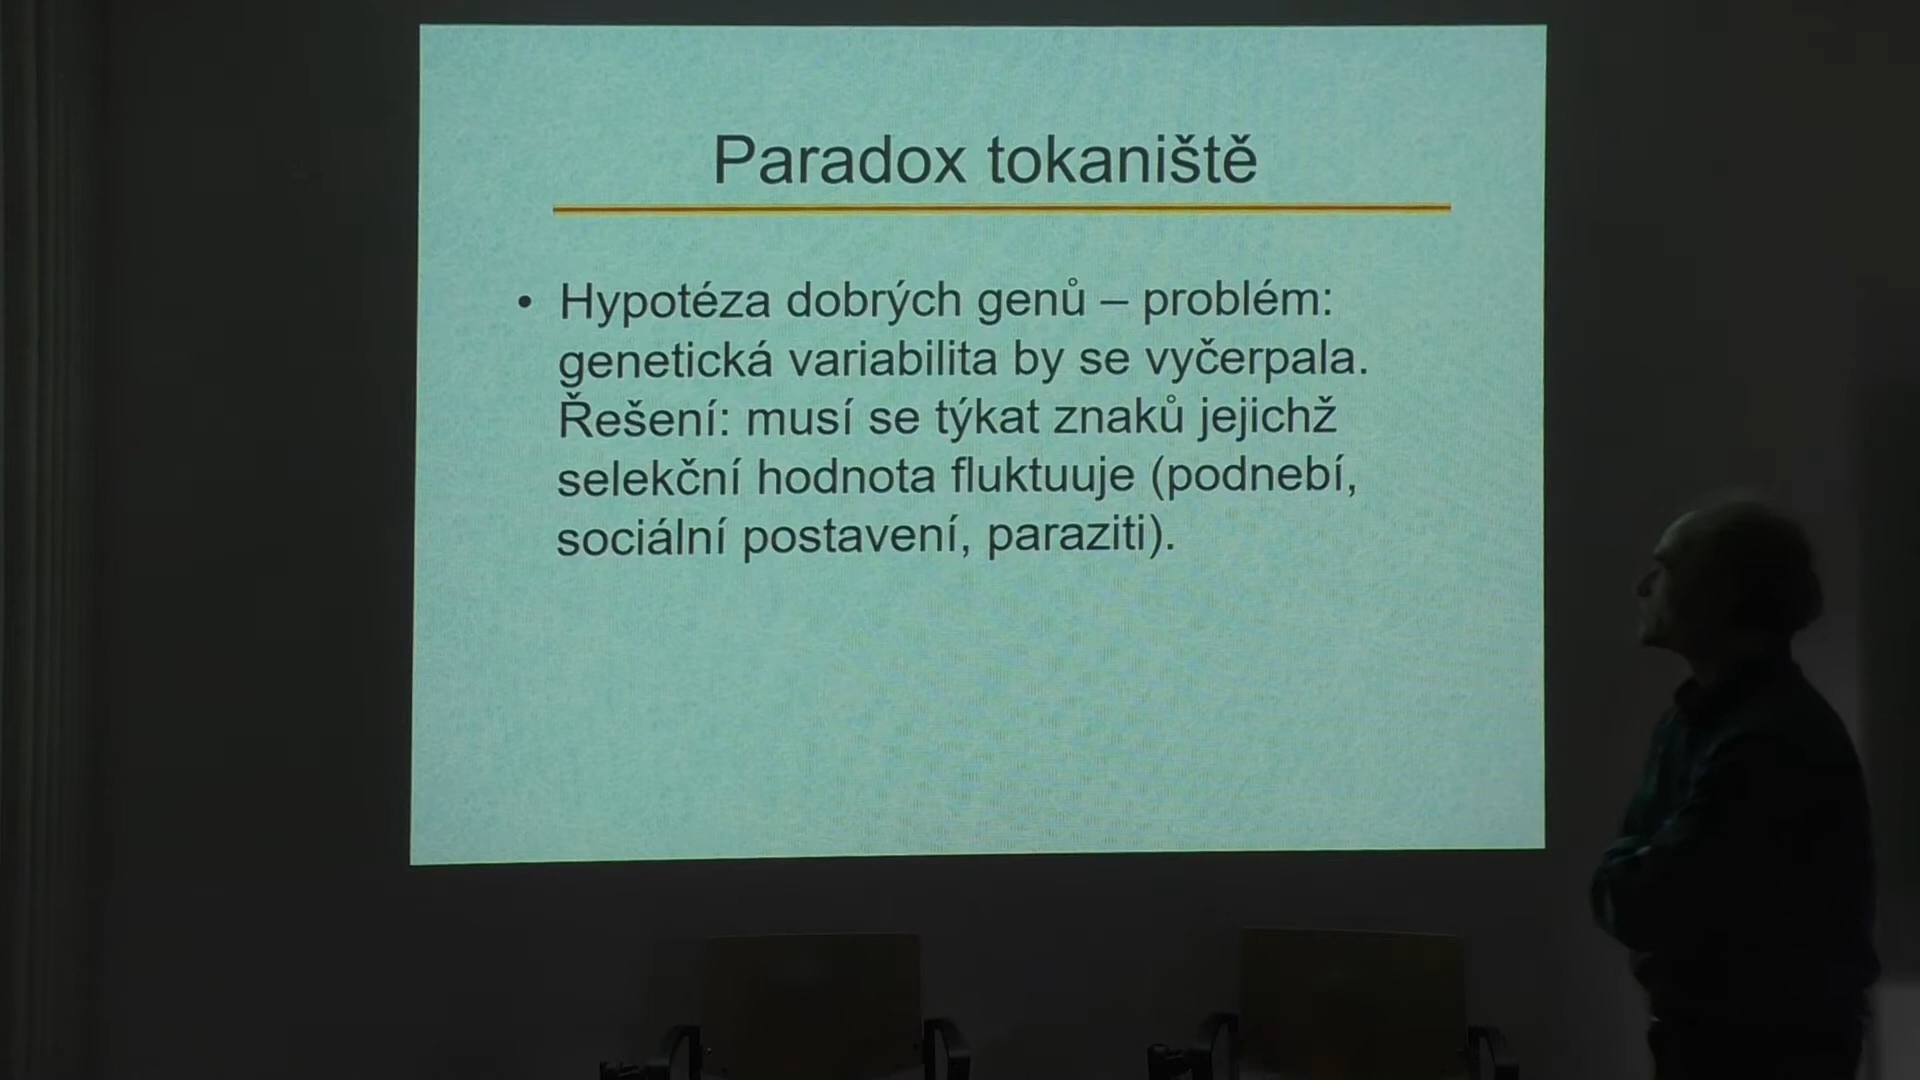 Paradox tokaniště
• Hypotéza dobrých genů – problém:
genetická variabilita by se vyčerpala.
Řešení: musí se týkat znaků jejichž
selekční hodnota fluktuuje (podnebí,
sociální postavení, paraziti).